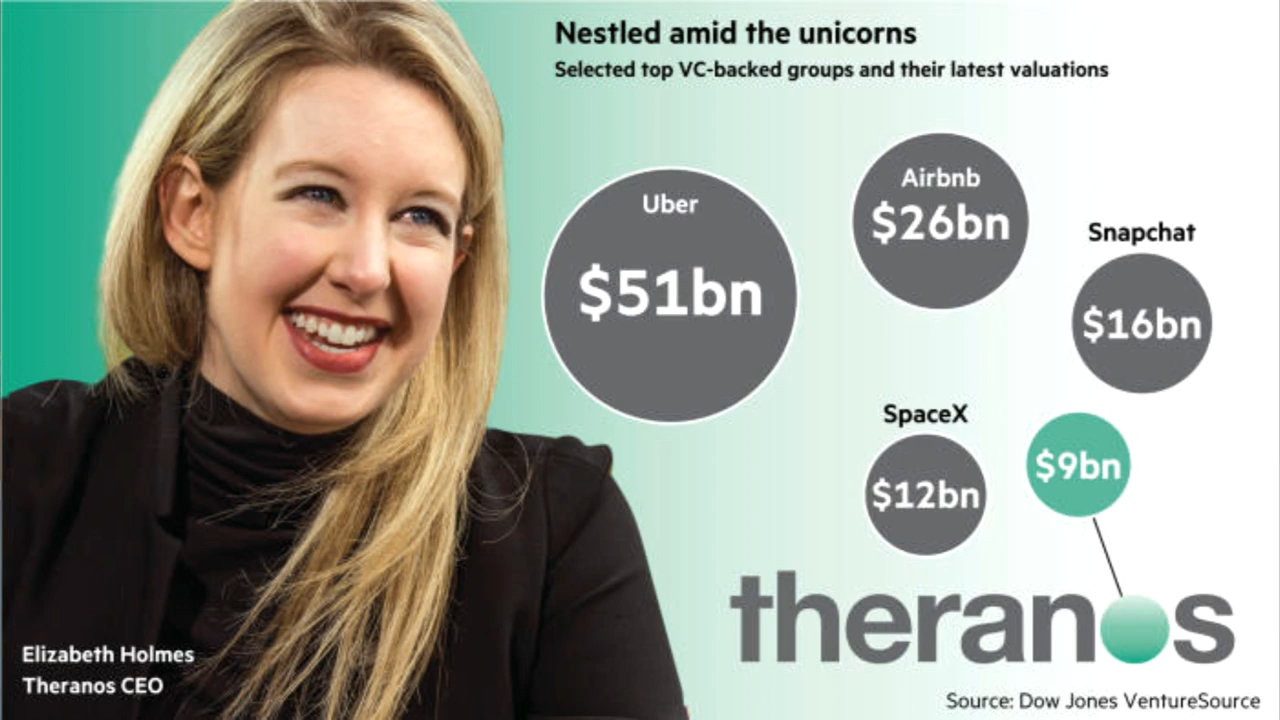 Nestled amid the unicorns
Selected top VC-backed groups and their latest valuations
Uber
$51bn
Airbnb
$26bn
Snapchat
$16bn
SpaceX
$12bn
$9bn
theranos
Elizabeth Holmes
Theranos CEO
Source: Dow Jones VentureSource